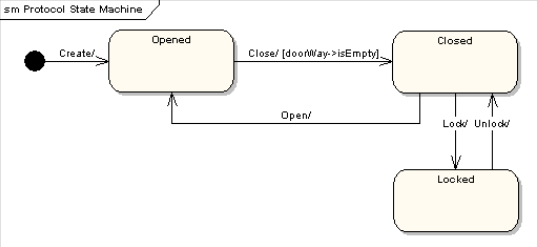 sm Protocol State Machine
Opened
Closed
Create/
Close/ [doorWay->isEmpty]
Open/
Lock/
Unlock/
Locked